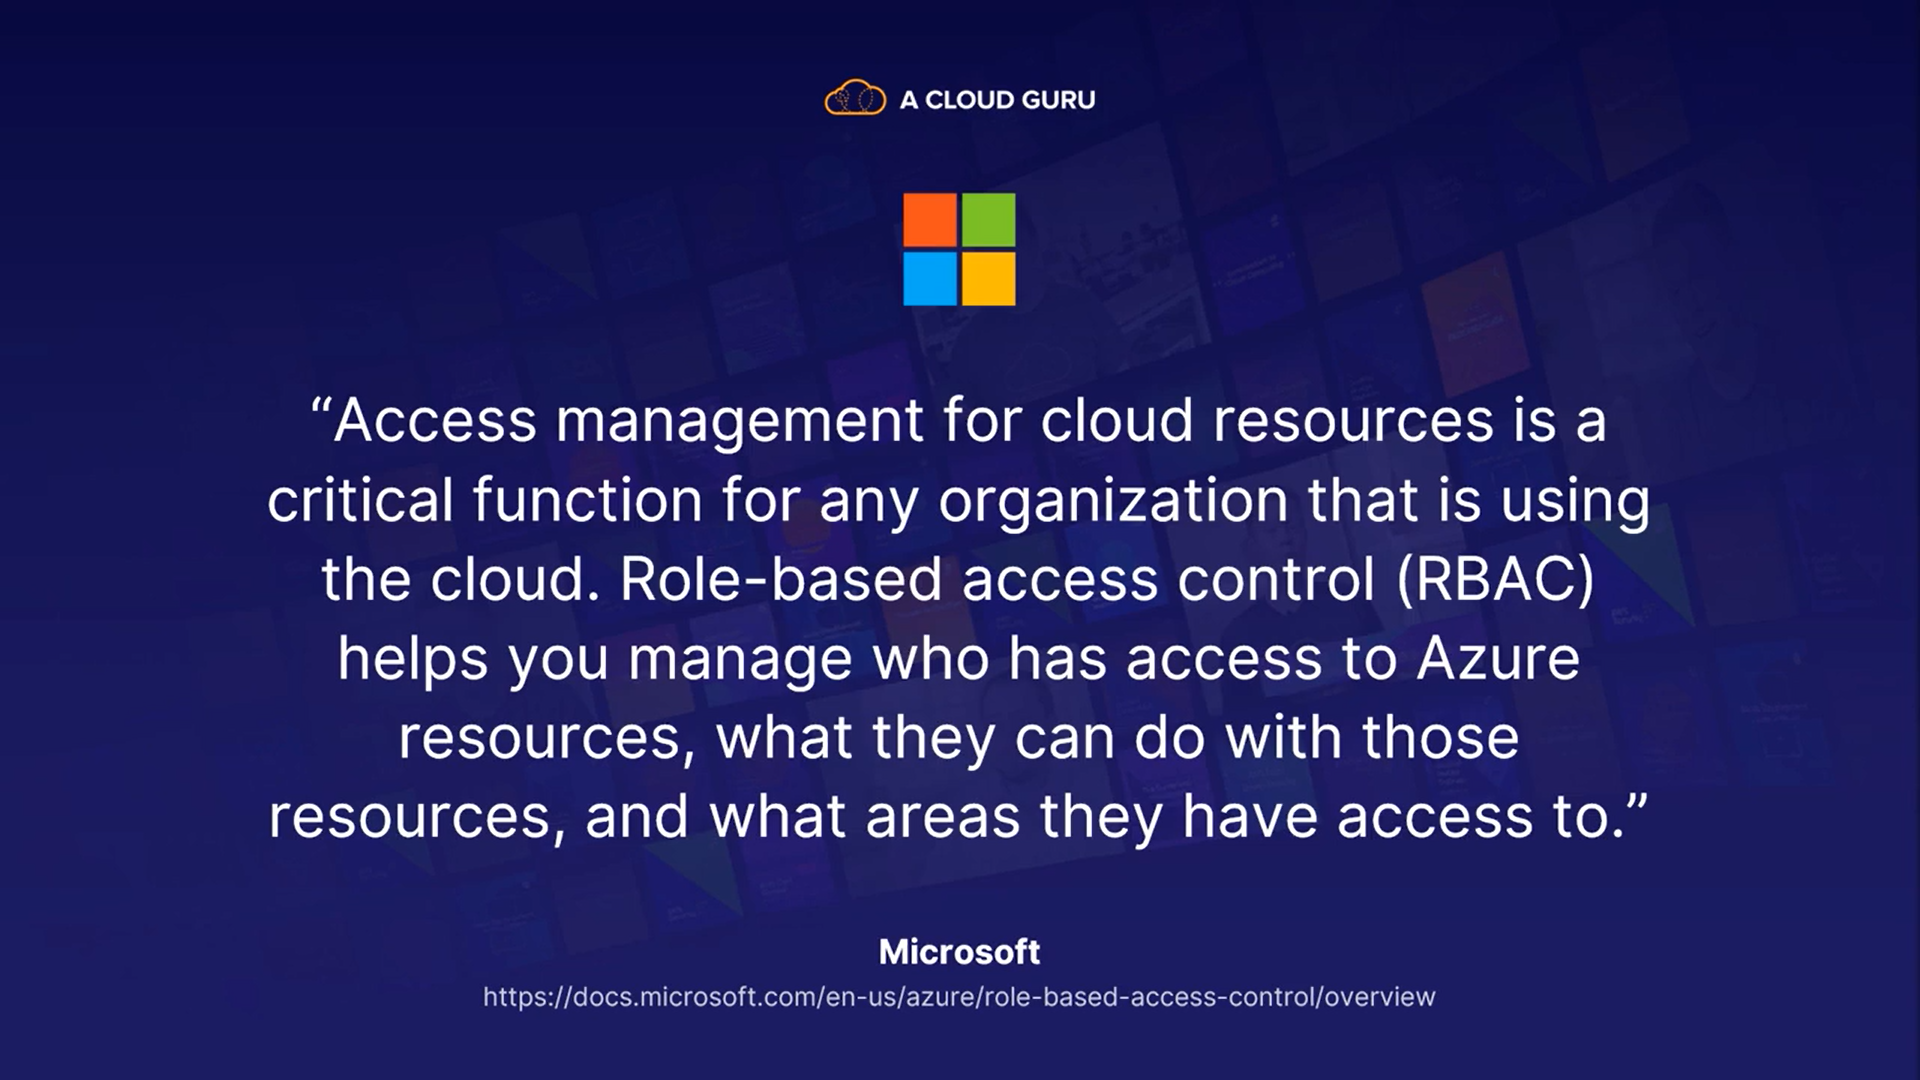 A CLOUD GURU
“Access management for cloud resources is a
critical function for any organization that is using
the cloud. Role-based access control (RBAC)
helps you manage who has access to Azure
resources, what they can do with those
resources, and what areas they have access to.”
Microsoft
https://docs.microsoft.com/en-us/azure/role-based-access-control/overview